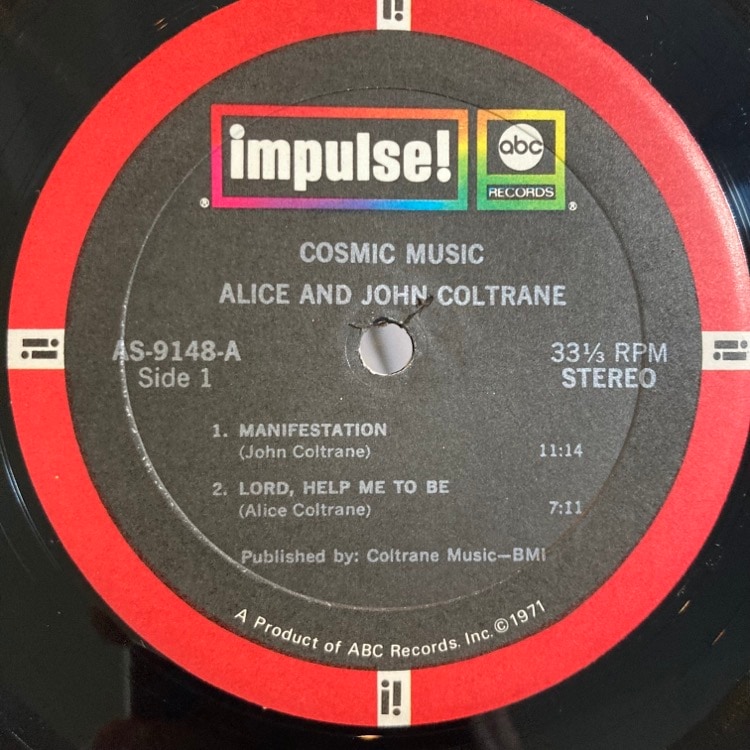 i!
impulse!
abc
RECORDS
®
®
COSMIC MUSIC
ALICE AND JOHN COLTRANE
i!
i!
AS-9148-A
33⅓ RPM
Side 1
STEREO
1. MANIFESTATION
(John Coltrane)
11:14
2. LORD, HELP ME TO BE
(Alice Coltrane)
7:11
Published by: Coltrane Music—BMI
A Product of ABC Records. Inc. © 1971
i!